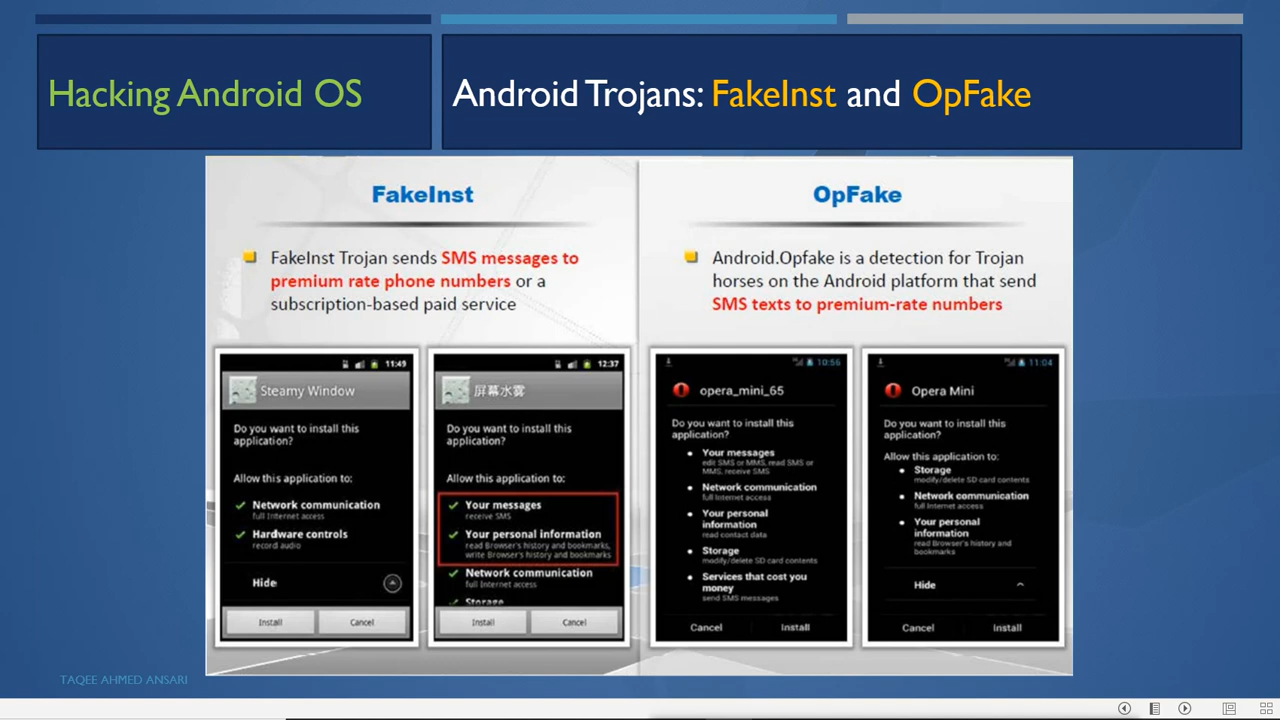 Hacking Android OS
Android Trojans: FakeInst and OpFake
FakeInst
FakeInst Trojan sends SMS messages to
premium rate phone numbers or a
subscription-based paid service
11:49
Steamy Window
Do you want to install this
application?
Allow this application to:
Network communication
full Internet access
Hardware controls
record audio
Hide
Install
Cancel
12:37
屏幕水雾
Do you want to install this
application?
Allow this application to:
Your messages
receive SMS
Your personal information
read Browser's history and bookmarks,
write Browser's history and bookmarks
Network communication
full Internet access
Storage
Install
Cancel
OpFake
Android.Opfake is a detection for Trojan
horses on the Android platform that send
SMS texts to premium-rate numbers
10:56
opera_mini_65
Do you want to install this
application?
Your messages
edit SMS or MMS, read SMS or
MMS, receive SMS
Network communication
full Internet access
Your personal
information
read contact data
Storage
modify/delete SD card contents
Services that cost you
money
send SMS messages
Cancel
Install
11:04
Opera Mini
Do you want to install this
application?
Allow this application to:
Storage
modify/delete SD card contents
Network communication
full Internet access
Your personal
information
read Browser's history and
bookmarks
Hide
Cancel
Install
TAQEE AHMED ANSARI